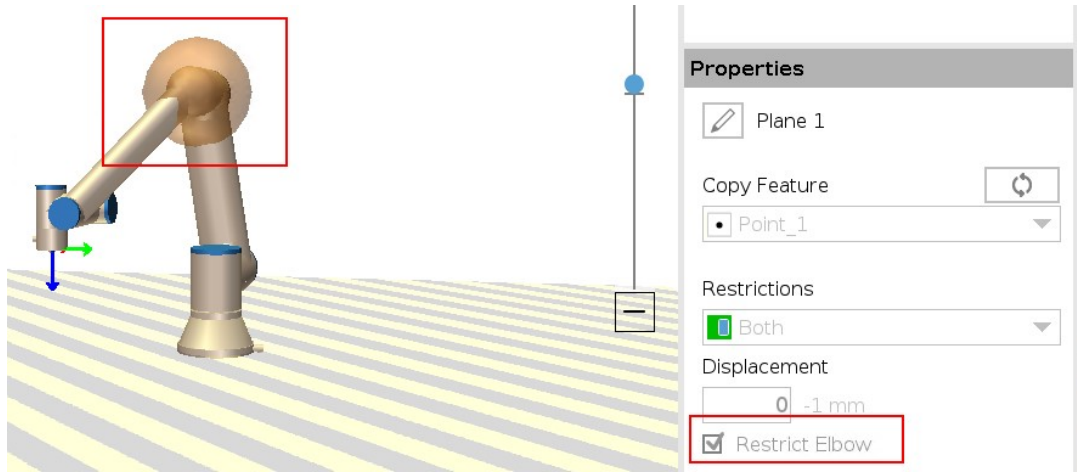 Properties
Plane 1
Copy Feature
Point_1
Restrictions
Both
Displacement
0 -1 mm
Restrict Elbow